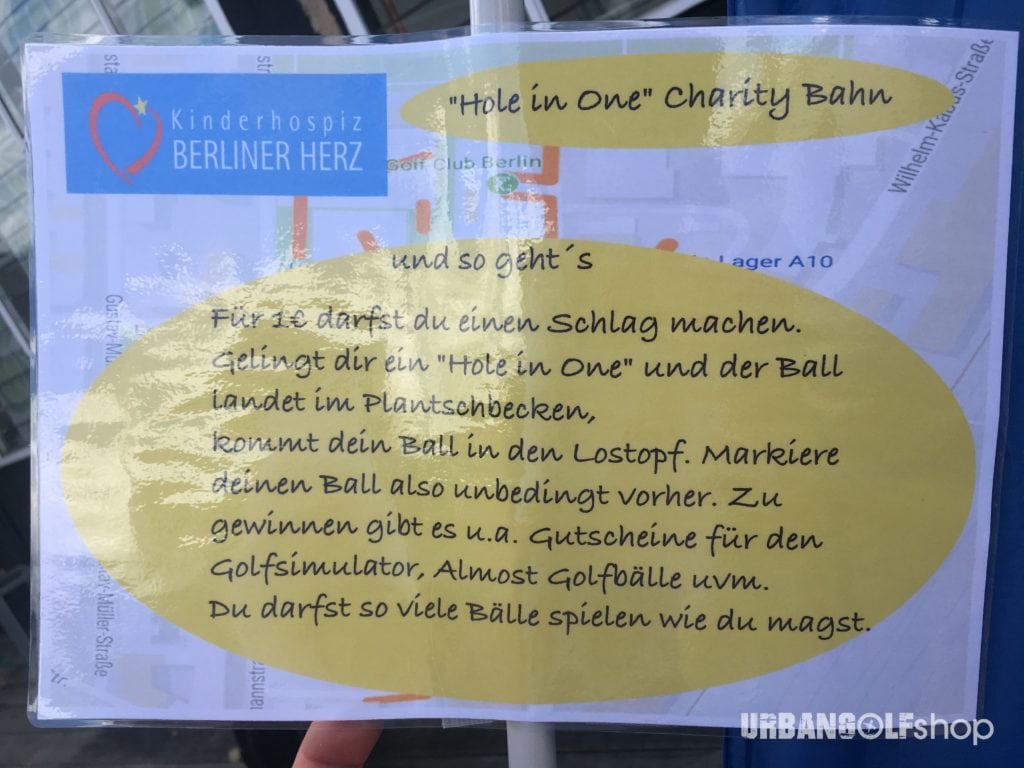 Kinderhospiz
BERLINER HERZ
"Hole in One" Charity Bahn
Wilhelm-Kabus-Straße
Golf Club Berlin
und so geht´s
Lager A10
Für 1€ darfst du einen Schlag machen.
Gelingt dir ein "Hole in One" und der Ball
landet im Plantschbecken,
kommt dein Ball in den Lostopf. Markiere
deinen Ball also unbedingt vorher. Zu
gewinnen gibt es u.a. Gutscheine für den
Golfsimulator, Almost Golfbälle uvm.
Du darfst so viele Bälle spielen wie du magst.
URBANGOLFshop